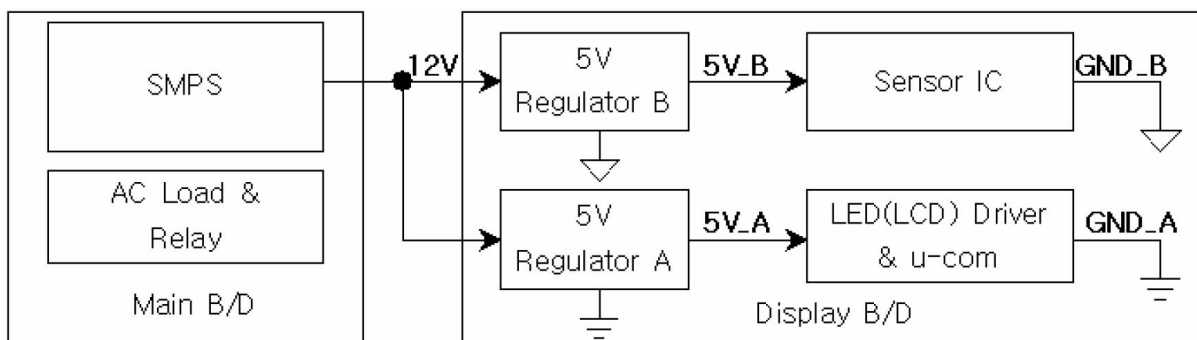 SMPS
AC Load &
Relay
Main B/D
12V
5V
Regulator B
5V_B
Sensor IC
GND_B
5V
Regulator A
5V_A
LED(LCD) Driver
& u-com
GND_A
Display B/D